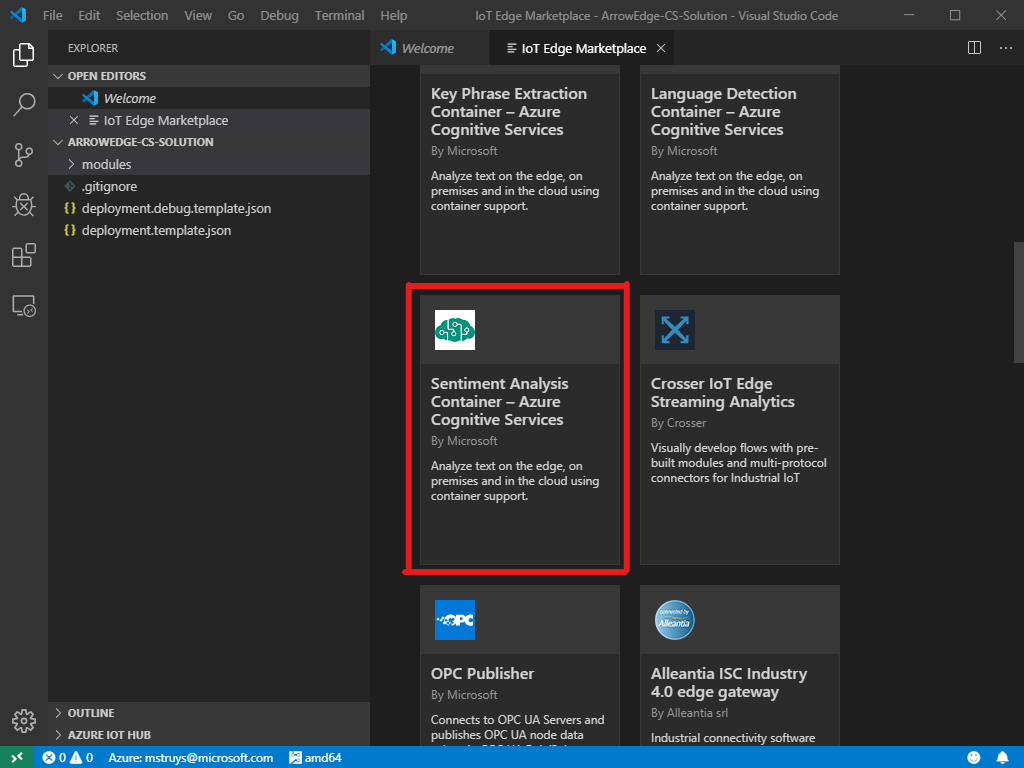 File Edit Selection View Go Debug Terminal Help IoT Edge Marketplace - ArrowEdge-CS-Solution - Visual Studio Code
EXPLORER
OPEN EDITORS
Welcome
IoT Edge Marketplace
ARROWEDGE-CS-SOLUTION
modules
.gitignore
{} deployment.debug.template.json
{} deployment.template.json
OUTLINE
AZURE IOT HUB
Welcome
IoT Edge Marketplace
Key Phrase Extraction
Container – Azure
Cognitive Services
By Microsoft
Analyze text on the edge, on
premises and in the cloud using
container support.
Language Detection
Container – Azure
Cognitive Services
By Microsoft
Analyze text on the edge, on
premises and in the cloud using
container support.
Sentiment Analysis
Container – Azure
Cognitive Services
By Microsoft
Analyze text on the edge, on
premises and in the cloud using
container support.
Crosser IoT Edge
Streaming Analytics
By Crosser
Visually develop flows with pre-
built modules and multi-protocol
connectors for Industrial IoT
OPC
OPC Publisher
By Microsoft
Connects to OPC UA Servers and
publishes OPC UA node data
connected by
Alleantia
Alleantia ISC Industry
4.0 edge gateway
By Alleantia srl
Industrial connectivity software
0 0 Azure: mstruys@microsoft.com amd64